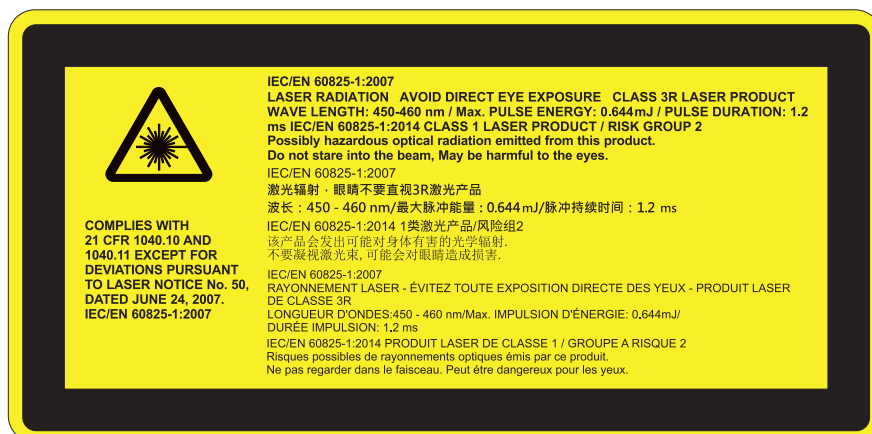 IEC/EN 60825-1:2007
LASER RADIATION AVOID DIRECT EYE EXPOSURE CLASS 3R LASER PRODUCT
WAVE LENGTH: 450-460 nm / Max. PULSE ENERGY: 0.644mJ / PULSE DURATION: 1.2
ms IEC/EN 60825-1:2014 CLASS 1 LASER PRODUCT / RISK GROUP 2
Possibly hazardous optical radiation emitted from this product.
Do not stare into the beam, May be harmful to the eyes.
IEC/EN 60825-1:2007
激光辐射，眼睛不要直视3R激光产品
波长：450 - 460 nm/最大脉冲能量：0.644 mJ/脉冲持续时间：1.2 ms
IEC/EN 60825-1:2014 1类激光产品/风险组2
该产品会发出可能对身体有害的光学辐射.
不要凝视激光束, 可能会对眼睛造成损害.
IEC/EN 60825-1:2007
RAYONNEMENT LASER - ÉVITEZ TOUTE EXPOSITION DIRECTE DES YEUX - PRODUIT LASER
DE CLASSE 3R
LONGUEUR D'ONDES:450 - 460 nm/Max. IMPULSION D'ÉNERGIE: 0.644mJ/
DURÉE IMPULSION: 1.2 ms
IEC/EN 60825-1:2014 PRODUIT LASER DE CLASSE 1 / GROUPE A RISQUE 2
Risques possibles de rayonnements optiques émis par ce produit.
Ne pas regarder dans le faisceau. Peut étre dangereux pour les yeux.
COMPLIES WITH
21 CFR 1040.10 AND
1040.11 EXCEPT FOR
DEVIATIONS PURSUANT
TO LASER NOTICE No. 50,
DATED JUNE 24, 2007.
IEC/EN 60825-1:2007